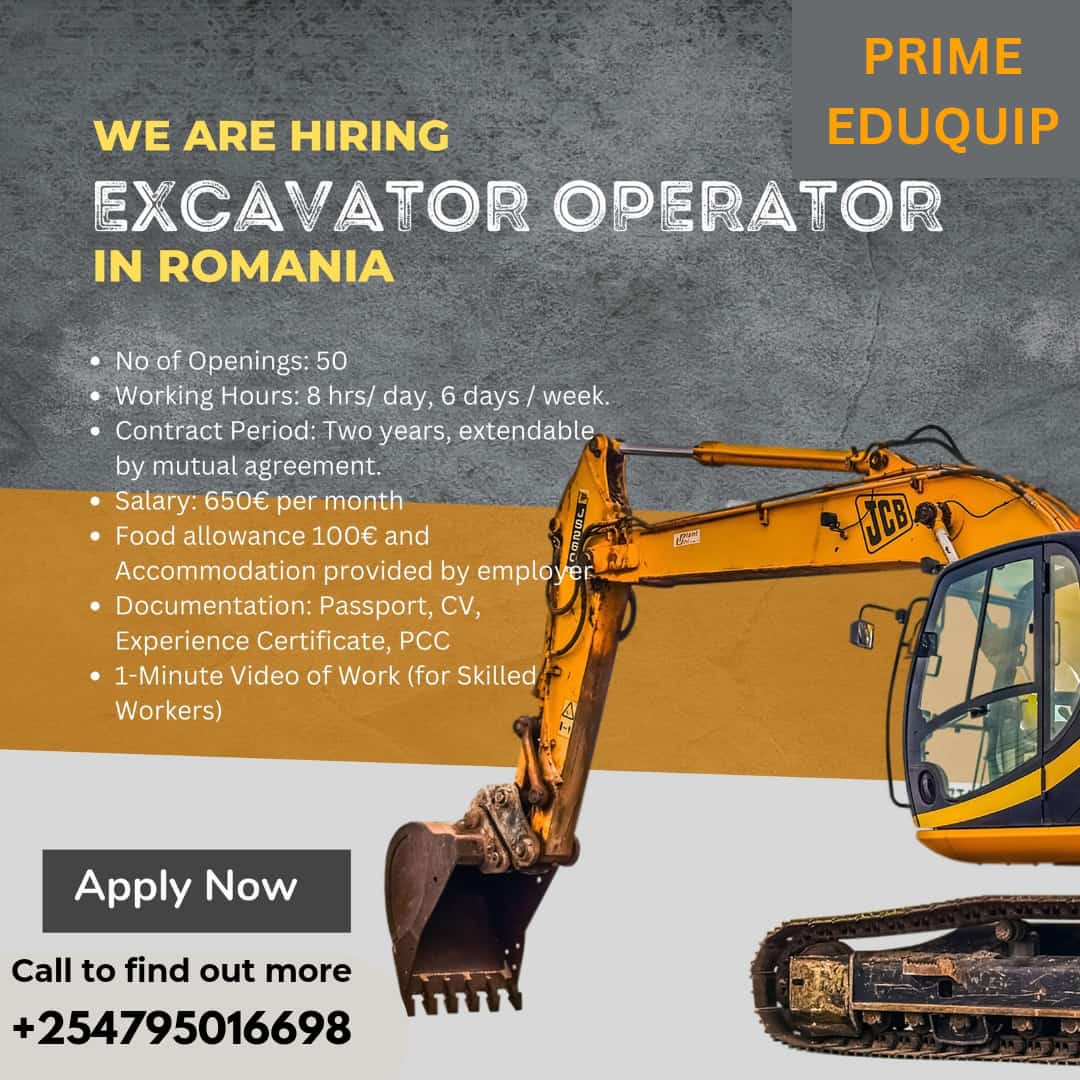 PRIME
EDUQUIP
WE ARE HIRING
EXCAVATOR OPERATOR
IN ROMANIA
• No of Openings: 50
• Working Hours: 8 hrs/ day, 6 days / week.
• Contract Period: Two years, extendable
by mutual agreement.
• Salary: 650€ per month
• Food allowance 100€ and
Accommodation provided by employer
• Documentation: Passport, CV,
Experience Certificate, PCC
• 1-Minute Video of Work (for Skilled
Workers)
JS260
JCB
Apply Now
Call to find out more
+254795016698